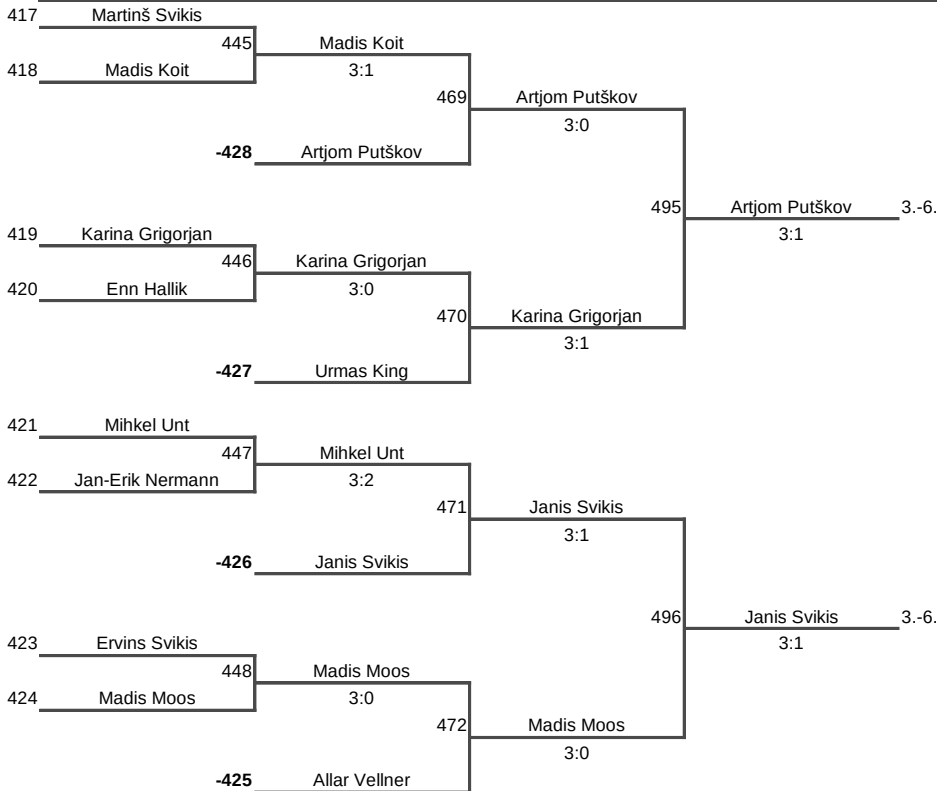 417 Martinš Svikis
445 Madis Koit
418 Madis Koit 3:1
469 Artjom Putškov
3:0
-428 Artjom Putškov
495 Artjom Putškov 3.-6.
3:1
419 Karina Grigorjan
446 Karina Grigorjan
420 Enn Hallik 3:0
470 Karina Grigorjan
3:1
-427 Urmas King
421 Mihkel Unt
447 Mihkel Unt
422 Jan-Erik Nermann 3:2
471 Janis Svikis
3:1
-426 Janis Svikis
496 Janis Svikis 3.-6.
3:1
423 Ervins Svikis
448 Madis Moos
424 Madis Moos 3:0
472 Madis Moos
3:0
-425 Allar Vellner